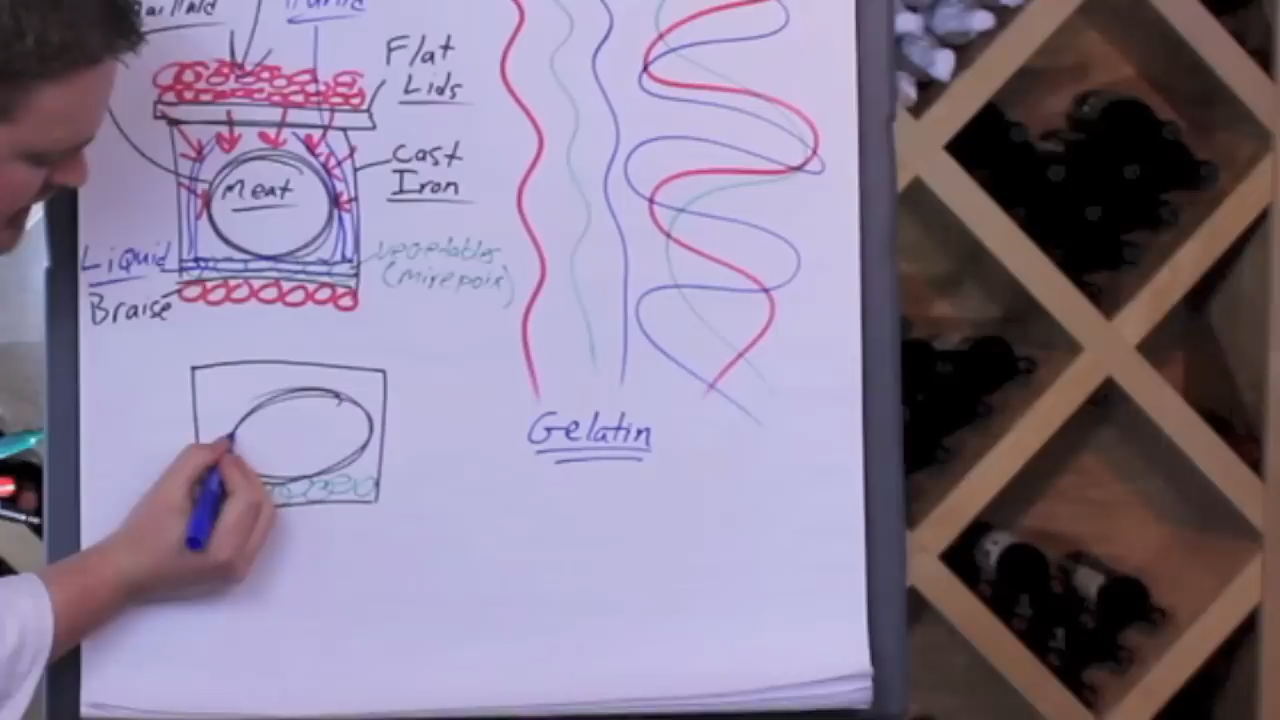 Flat
Lids
Cast
Iron
Meat
Liquid
vegetables
(mirepoix)
Braise
Gelatin